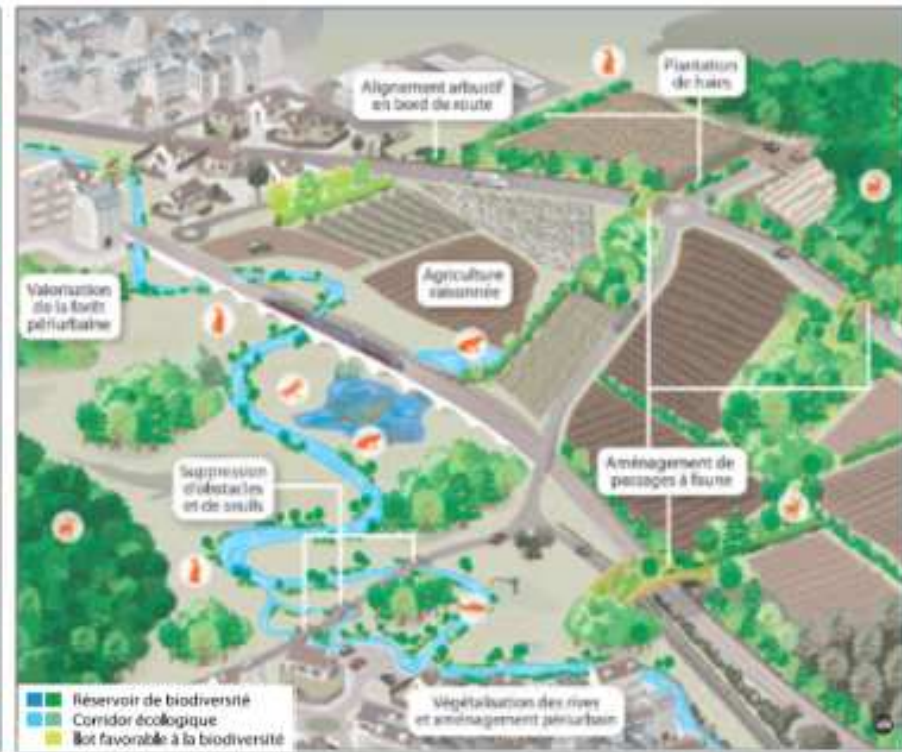 Alignement arbustif
en bord de route
Plantation
de haies
Valorisation
de la forêt
périurbaine
Agriculture
raisonnée
Suppression
d'obstacles
et de seuils
Aménagement de
passages à faune
Végétalisation des rives
et aménagement périurbain
Réservoir de biodiversité
Corridor écologique
Îlot favorable à la biodiversité